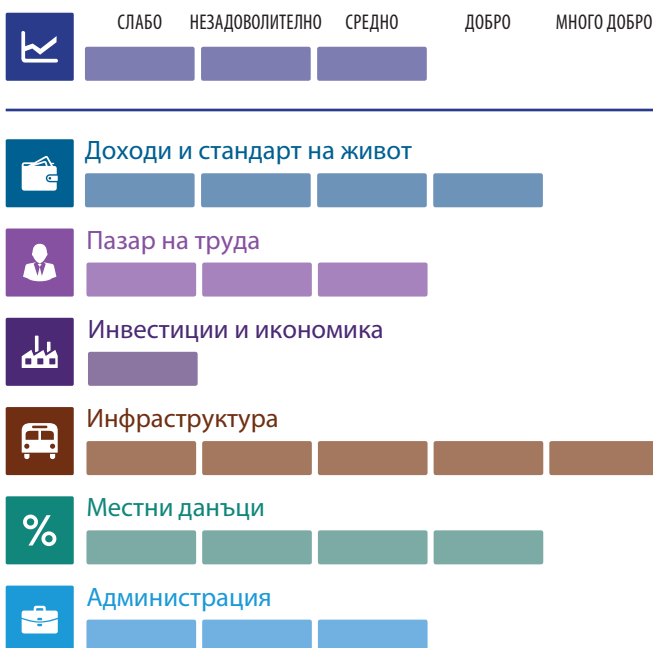 СЛАБО НЕЗАДОВОЛИТЕЛНО СРЕДНО ДОБРО МНОГО ДОБРО
Доходи и стандарт на живот
Пазар на труда
Инвестиции и икономика
Инфраструктура
Местни данъци
%
Администрация